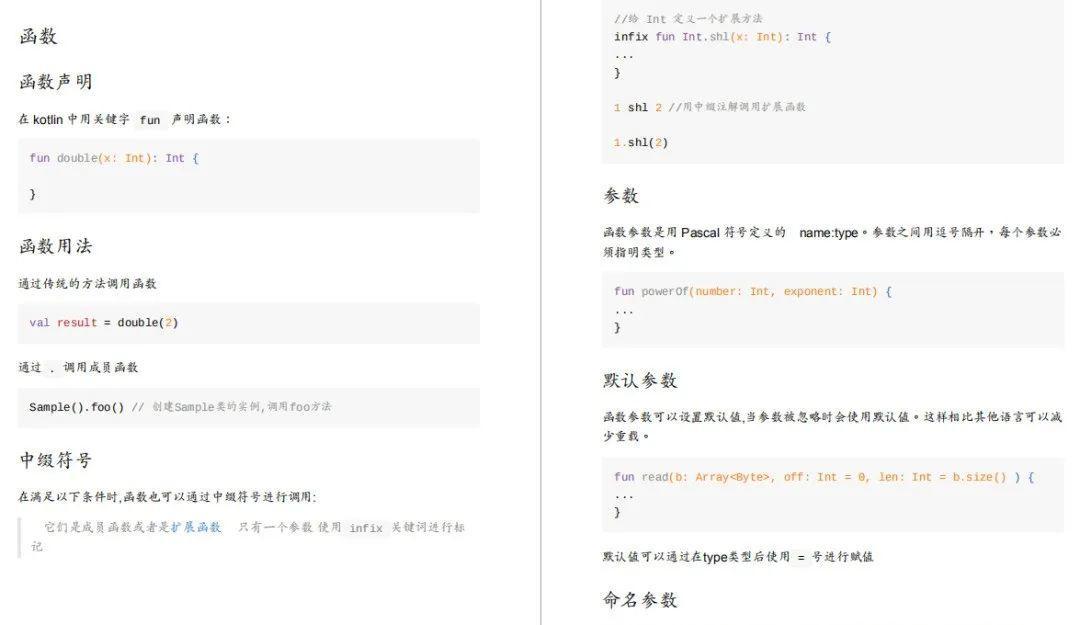 函数
函数声明
在 kotlin 中用关键字 fun 声明函数：
fun double(x: Int): Int {
}
函数用法
通过传统的方法调用函数
val result = double(2)
通过 . 调用成员函数
Sample().foo() // 创建Sample类的实例,调用foo方法
中缀符号
在满足以下条件时,函数也可以通过中缀符号进行调用:
它们是成员函数或者是扩展函数 只有一个参数 使用 infix 关键词进行标
记
//给 Int 定义一个扩展方法
infix fun Int.shl(x: Int): Int {
...
}
1 shl 2 //用中缀注解调用扩展函数
1.shl(2)
参数
函数参数是用 Pascal 符号定义的 name:type。参数之间用逗号隔开，每个参数必
须指明类型。
fun powerOf(number: Int, exponent: Int) {
...
}
默认参数
函数参数可以设置默认值,当参数被忽略时会使用默认值。这样相比其他语言可以减
少重载。
fun read(b: Array<Byte>, off: Int = 0, len: Int = b.size() ) {
...
}
默认值可以通过在type类型后使用 = 号进行赋值
命名参数